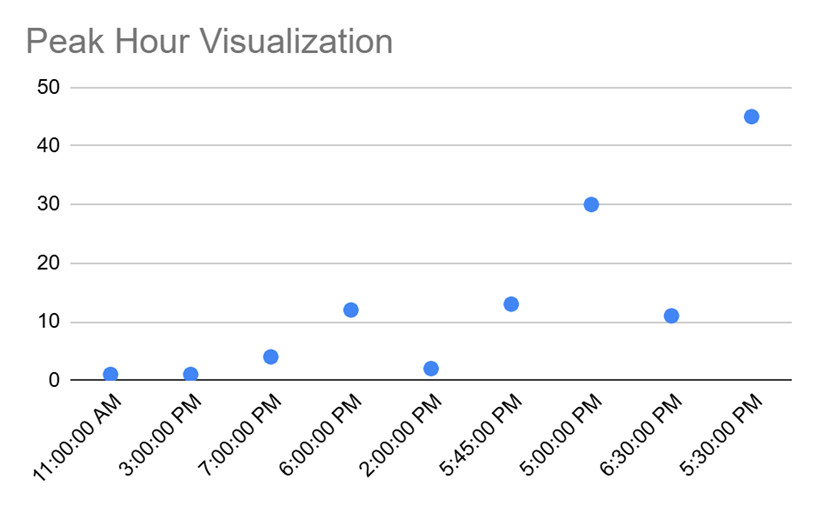 Peak Hour Visualization
50
40
30
20
10
0
11:00:00 AM
3:00:00 PM
7:00:00 PM
6:00:00 PM
2:00:00 PM
5:45:00 PM
5:00:00 PM
6:30:00 PM
5:30:00 PM